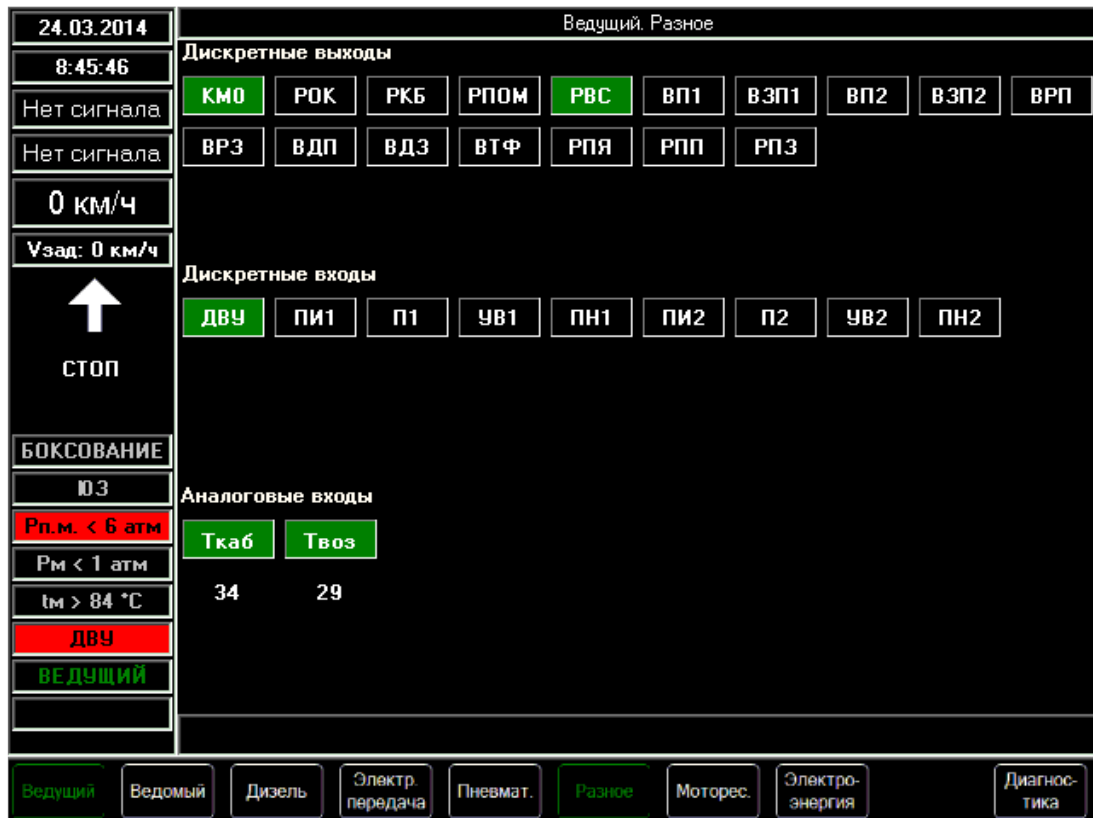 24.03.2014
8:45:46
Нет сигнала
Нет сигнала
0 км/ч
Vзад: 0 км/ч
СТОП
БОКСОВАНИЕ
ЮЗ
Рп.м. < 6 атм
Рм < 1 атм
tм > 84 °C
ДВУ
ВЕДУЩИЙ
Ведущий. Разное
Дискретные выходы
КМО РОК РКБ РПОМ РВС ВП1 ВЗП1 ВП2 ВЗП2 ВРП
ВРЗ ВДП ВДЗ ВТФ РПЯ РПП РПЗ
Дискретные входы
ДВУ ПИ1 П1 УВ1 ПН1 ПИ2 П2 УВ2 ПН2
Аналоговые входы
Ткаб Твоз
34 29
Ведущий
Ведомый
Дизель
Электр.
передача
Пневмат.
Разное
Моторес.
Электро-
энергия
Диагнос-
тика